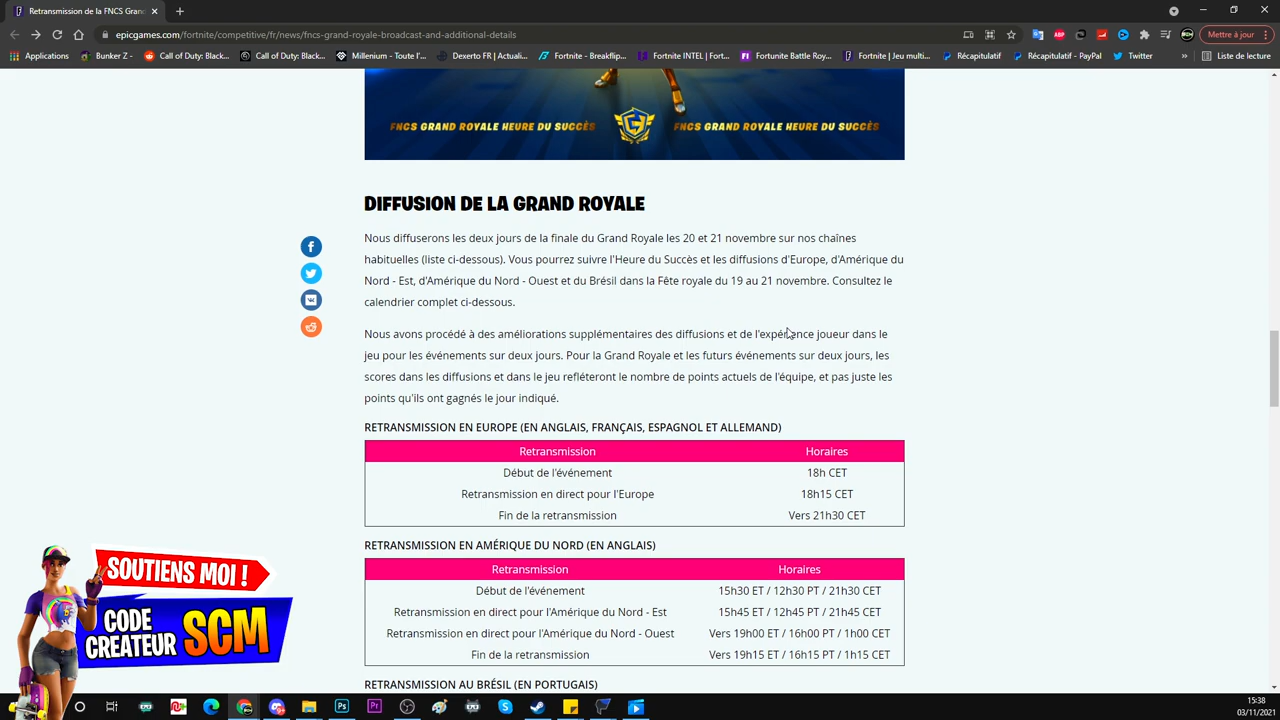 Retransmission de la FNCS Grand
epicgames.com/fortnite/competitive/fr/news/fncs-grand-royale-broadcast-and-additional-details
Mettre à jour
Applications
Bunker Z -
Call of Duty: Black...
Call of Duty: Black...
Millenium - Toute l'...
Dexerto FR | Actuali...
Fortnite - Breakflip...
Fortnite INTEL | Fort...
Fortunite Battle Roy...
Fortnite | Jeu multi...
Récapitulatif
Récapitulatif - PayPal
Twitter
»
Liste de lecture
FNCS GRAND ROYALE HEURE DU SUCCÈS
FNCS GRAND ROYALE HEURE DU SUCCÈS
DIFFUSION DE LA GRAND ROYALE
Nous diffuserons les deux jours de la finale du Grand Royale les 20 et 21 novembre sur nos chaînes
habituelles (liste ci-dessous). Vous pourrez suivre l'Heure du Succès et les diffusions d'Europe, d'Amérique du
Nord - Est, d'Amérique du Nord - Ouest et du Brésil dans la Fête royale du 19 au 21 novembre. Consultez le
calendrier complet ci-dessous.
Nous avons procédé à des améliorations supplémentaires des diffusions et de l'expérience joueur dans le
jeu pour les événements sur deux jours. Pour la Grand Royale et les futurs événements sur deux jours, les
scores dans les diffusions et dans le jeu refléteront le nombre de points actuels de l'équipe, et pas juste les
points qu'ils ont gagnés le jour indiqué.
RETRANSMISSION EN EUROPE (EN ANGLAIS, FRANÇAIS, ESPAGNOL ET ALLEMAND)
Retransmission Horaires
Début de l'événement 18h CET
Retransmission en direct pour l'Europe 18h15 CET
Fin de la retransmission Vers 21h30 CET
RETRANSMISSION EN AMÉRIQUE DU NORD (EN ANGLAIS)
Retransmission Horaires
Début de l'événement 15h30 ET / 12h30 PT / 21h30 CET
Retransmission en direct pour l'Amérique du Nord - Est 15h45 ET / 12h45 PT / 21h45 CET
Retransmission en direct pour l'Amérique du Nord - Ouest Vers 19h00 ET / 16h00 PT / 1h00 CET
Fin de la retransmission Vers 19h15 ET / 16h15 PT / 1h15 CET
RETRANSMISSION AU BRÉSIL (EN PORTUGAIS)
SOUTIENS MOI !
CODE
CRÉATEUR SCM
15:38
03/11/2021